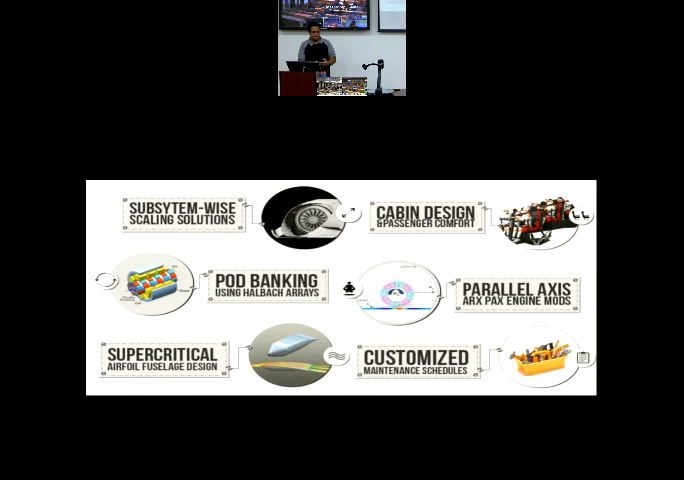 SUBSYTEM-WISE
SCALING SOLUTIONS
CABIN DESIGN
&PASSENGER COMFORT
POD BANKING
USING HALBACH ARRAYS
PARALLEL AXIS
ARX PAX ENGINE MODS
SUPERCRITICAL
AIRFOIL FUSELAGE DESIGN
CUSTOMIZED
MAINTENANCE SCHEDULES